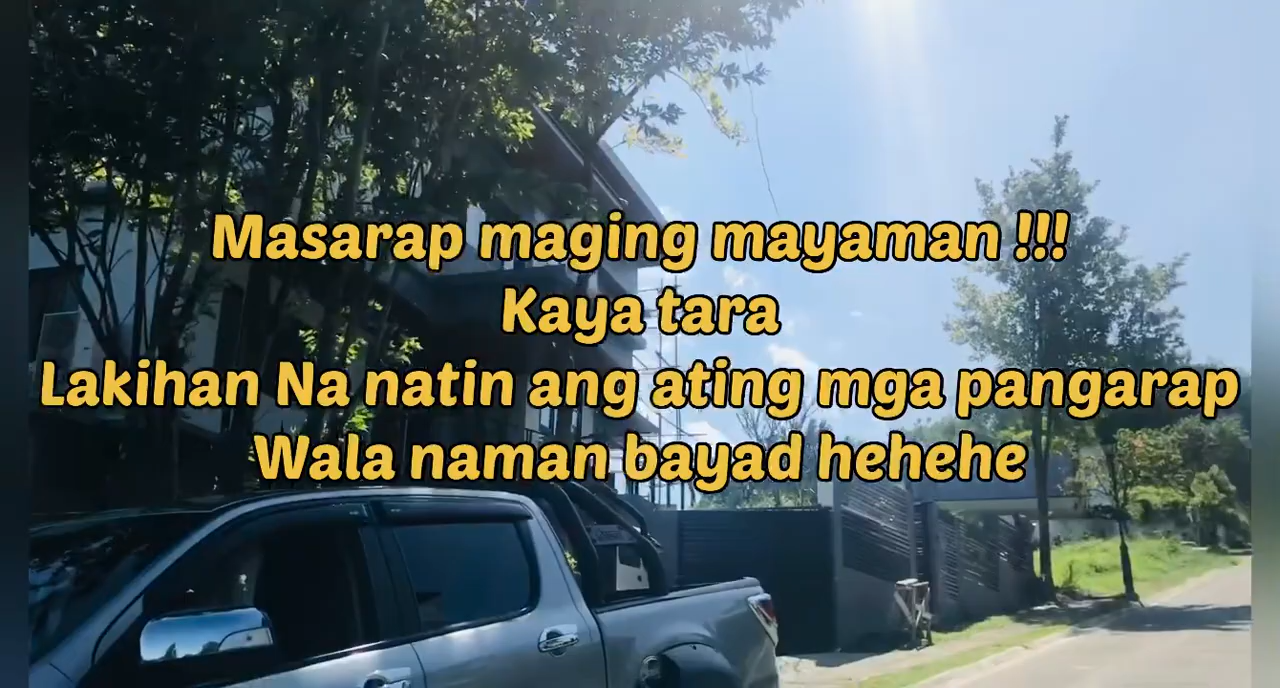 Masarap maging mayaman !!!
Kaya tara
Lakihan Na natin ang ating mga pangarap
Wala naman bayad hehehe